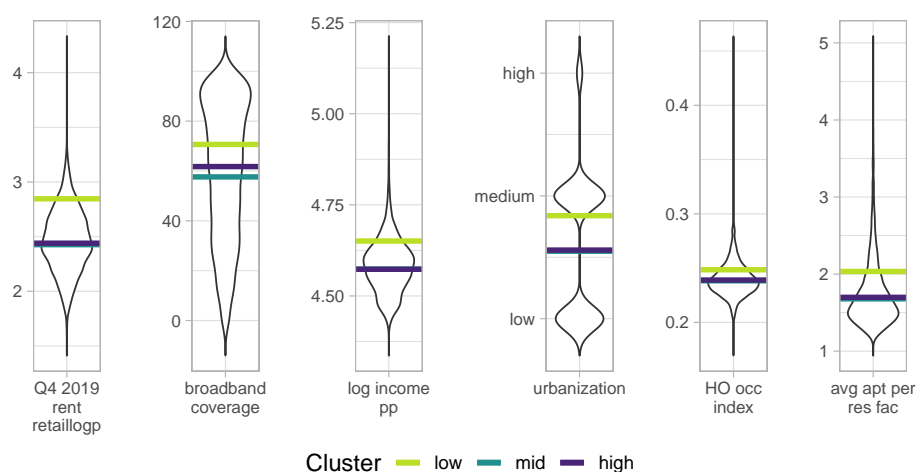 4
3
2
Q4 2019
rent
retaillogp
120
80
40
0
broadband
coverage
5.25
5.00
4.75
4.50
log income
pp
high
medium
low
urbanization
0.4
0.3
0.2
HO occ
index
5
4
3
2
1
avg apt per
res fac
Cluster low mid high